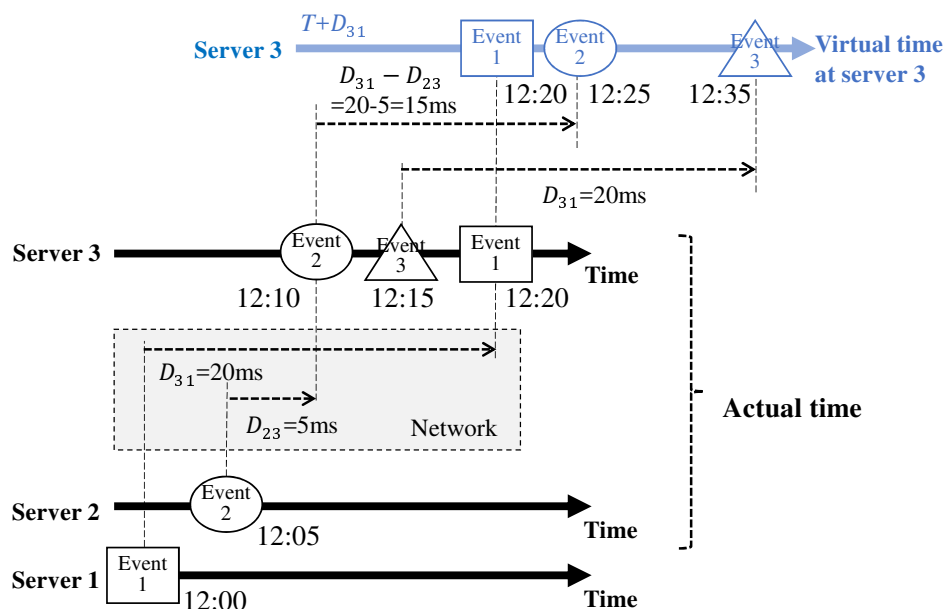 T+D31
Server 3
Event
1
Event
2
Event
3
Virtual time
at server 3
12:20
12:25
12:35
D31 − D23
=20-5=15ms
D31=20ms
Server 3
Event
2
Event
3
Event
1
Time
12:10
12:15
12:20
D31=20ms
D23=5ms
Network
Actual time
Server 2
Event
2
12:05
Time
Server 1
Event
1
12:00
Time